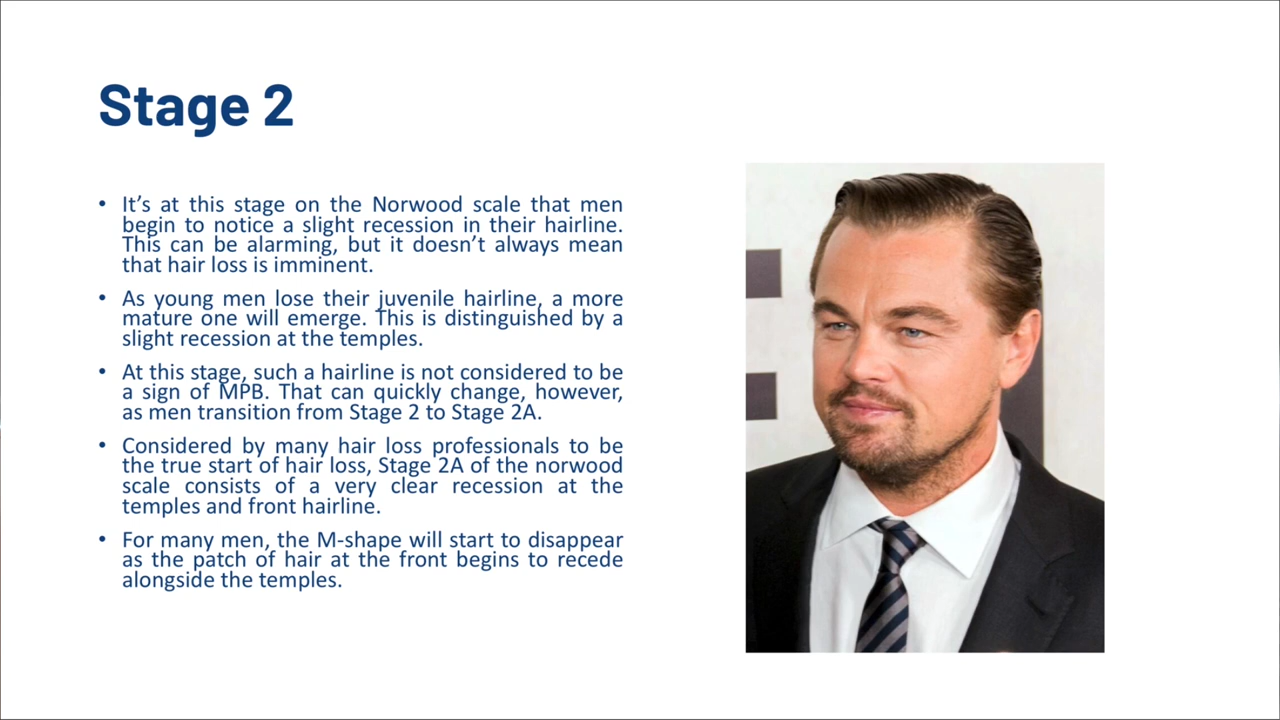 Stage 2
• It’s at this stage on the Norwood scale that men
begin to notice a slight recession in their hairline.
This can be alarming, but it doesn’t always mean
that hair loss is imminent.
• As young men lose their juvenile hairline, a more
mature one will emerge. This is distinguished by a
slight recession at the temples.
• At this stage, such a hairline is not considered to be
a sign of MPB. That can quickly change, however,
as men transition from Stage 2 to Stage 2A.
• Considered by many hair loss professionals to be
the true start of hair loss, Stage 2A of the norwood
scale consists of a very clear recession at the
temples and front hairline.
• For many men, the M-shape will start to disappear
as the patch of hair at the front begins to recede
alongside the temples.